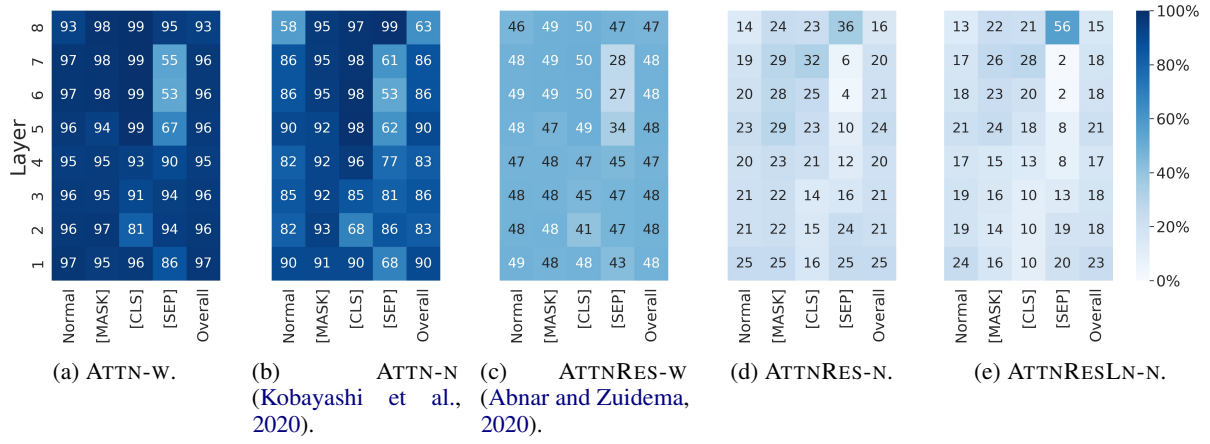 8 93 98 99 95 93 58 95 97 99 63 46 49 50 47 47 14 24 23 36 16 13 22 21 56 15 100%
7 97 98 99 55 96 86 95 98 61 86 48 49 50 28 48 19 29 32 6 20 17 26 28 2 18 80%
6 97 98 99 53 96 86 95 98 53 86 49 49 50 27 48 20 28 25 4 21 18 23 20 2 18
5 96 94 99 67 96 90 92 98 62 90 48 47 49 34 48 23 29 23 10 24 21 24 18 8 21 60%
Layer
4 95 95 93 90 95 82 92 96 77 83 47 48 47 45 47 20 23 21 12 20 17 15 13 8 17 40%
3 96 95 91 94 96 85 92 85 81 86 48 48 45 47 48 21 22 14 16 21 19 16 10 13 18
2 96 97 81 94 96 82 93 68 86 83 48 48 41 47 48 21 22 15 24 21 19 14 10 19 18 20%
1 97 95 96 86 97 90 91 90 68 90 49 48 48 43 48 25 25 16 25 25 24 16 10 20 23 0%
Normal [MASK] [CLS] [SEP] Overall Normal [MASK] [CLS] [SEP] Overall Normal [MASK] [CLS] [SEP] Overall Normal [MASK] [CLS] [SEP] Overall Normal [MASK] [CLS] [SEP] Overall
(a) ATTN-W.
(b) ATTN-N
(Kobayashi et al.,
2020).
(c) ATTNRES-W
(Abnar and Zuidema,
2020).
(d) ATTNRES-N.
(e) ATTNRESLN-N.